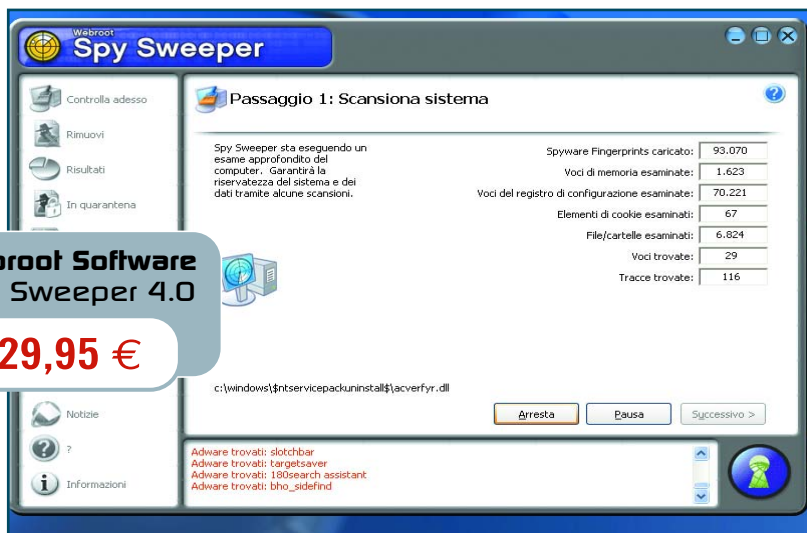 Webroot
Spy Sweeper
Controlla adesso
Rimuovi
Risultati
In quarantena
Notizie
?
Informazioni
Passaggio 1: Scansiona sistema
?
Spy Sweeper sta eseguendo un
esame approfondito del
computer. Garantirà la
riservatezza del sistema e dei
dati tramite alcune scansioni.
Spyware Fingerprints caricato: 93.070
Voci di memoria esaminate: 1.623
Voci del registro di configurazione esaminate: 70.221
Elementi di cookie esaminati: 67
File/cartelle esaminati: 6.824
Voci trovate: 29
Tracce trovate: 116
broot Software
Sweeper 4.0
29,95 €
c:\windows\$ntservicepackuninstall$\acverfyr.dll
Arresta
Pausa
Successivo >
Adware trovati: slotchbar
Adware trovati: targetsaver
Adware trovati: 180search assistant
Adware trovati: bho_sidefind